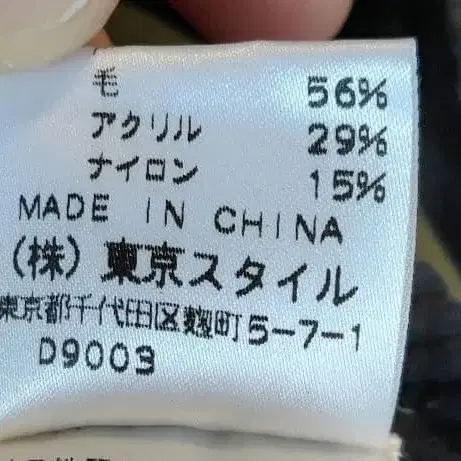 毛 56%
アクリル 29%
ナイロン 15%
MADE IN CHINA
(株)東京スタイル
東京都千代田区麹町5-7-1
D9003